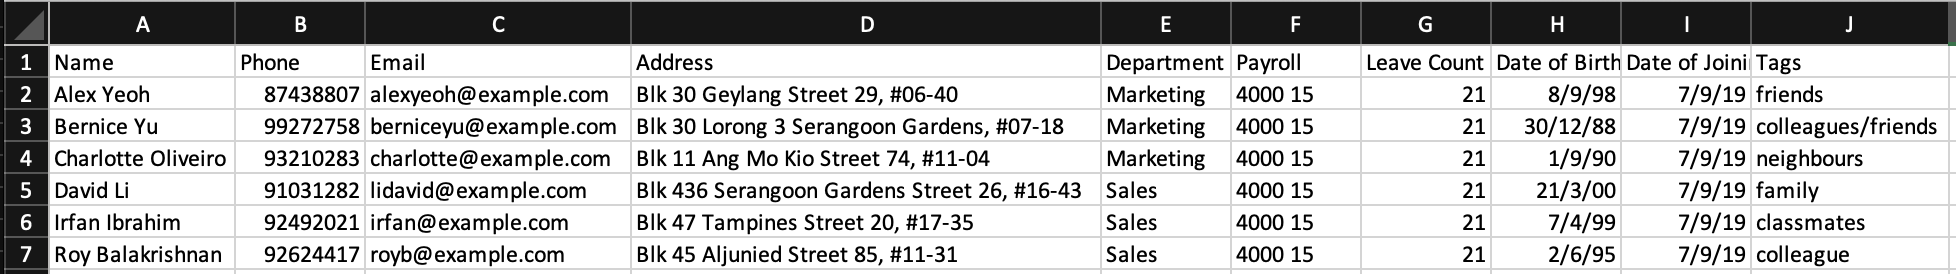 A B C D E F G H I J
1 Name Phone Email Address Department Payroll Leave Count Date of Birth Date of Joini Tags
2 Alex Yeoh 87438807 alexyeoh@example.com Blk 30 Geylang Street 29, #06-40 Marketing 4000 15 21 8/9/98 7/9/19 friends
3 Bernice Yu 99272758 berniceyu@example.com Blk 30 Lorong 3 Serangoon Gardens, #07-18 Marketing 4000 15 21 30/12/88 7/9/19 colleagues/friends
4 Charlotte Oliveiro 93210283 charlotte@example.com Blk 11 Ang Mo Kio Street 74, #11-04 Marketing 4000 15 21 1/9/90 7/9/19 neighbours
5 David Li 91031282 lidavid@example.com Blk 436 Serangoon Gardens Street 26, #16-43 Sales 4000 15 21 21/3/00 7/9/19 family
6 Irfan Ibrahim 92492021 irfan@example.com Blk 47 Tampines Street 20, #17-35 Sales 4000 15 21 7/4/99 7/9/19 classmates
7 Roy Balakrishnan 92624417 royb@example.com Blk 45 Aljunied Street 85, #11-31 Sales 4000 15 21 2/6/95 7/9/19 colleague